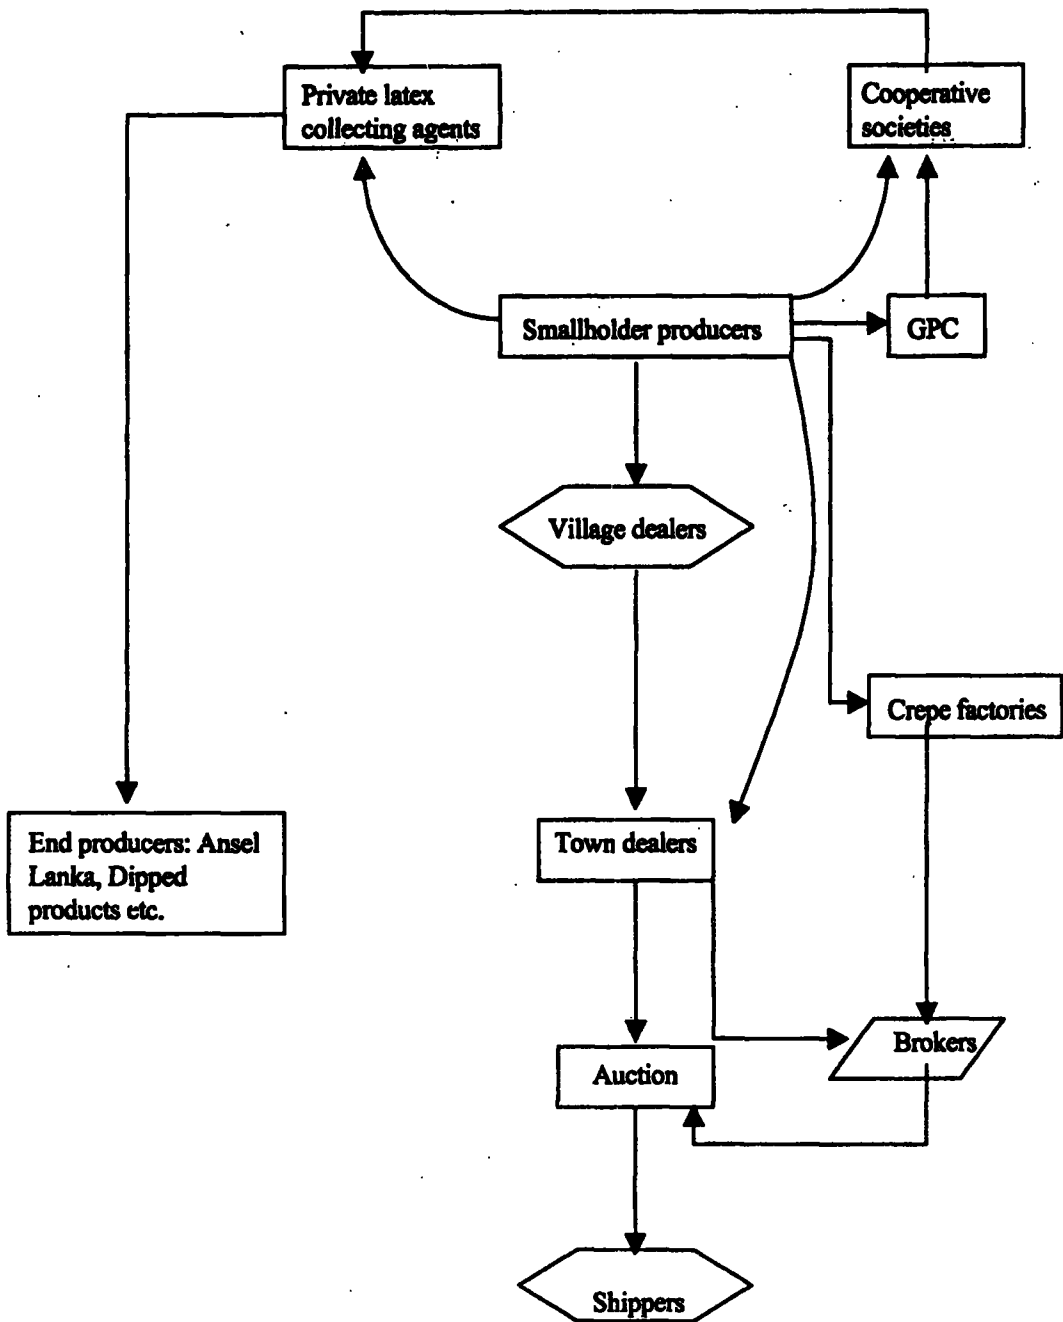 Private latex
collecting agents
Cooperative
societies
Smallholder producers
GPC
Village dealers
Crepe factories
End producers: Ansel
Lanka, Dipped
products etc.
Town dealers
Brokers
Auction
Shippers